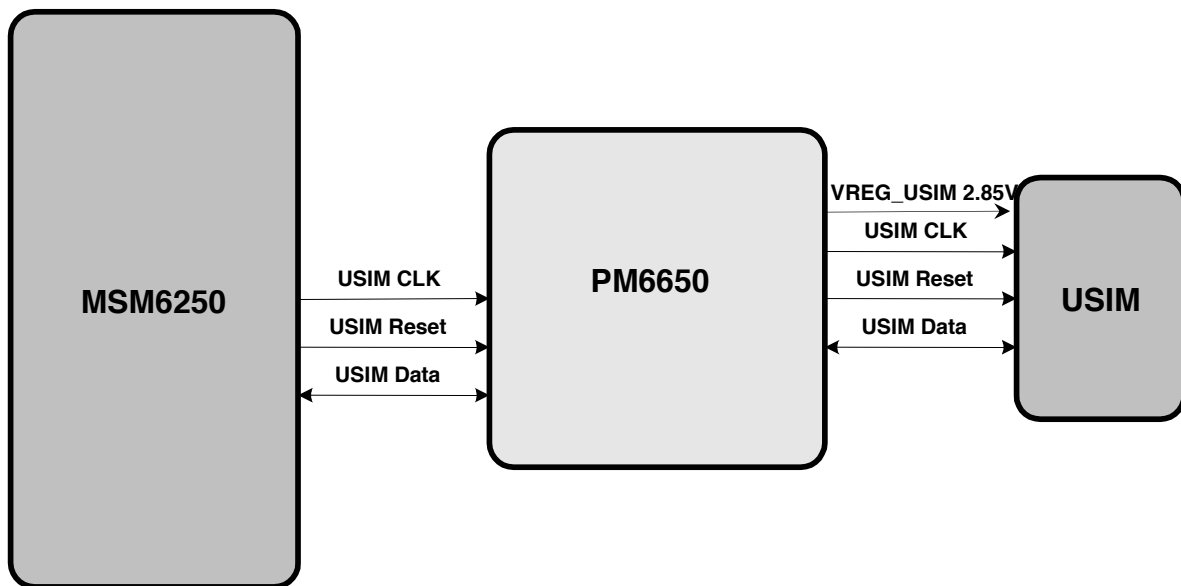 MSM6250
USIM CLK
USIM Reset
USIM Data
PM6650
VREG_USIM 2.85V
USIM CLK
USIM Reset
USIM Data
USIM